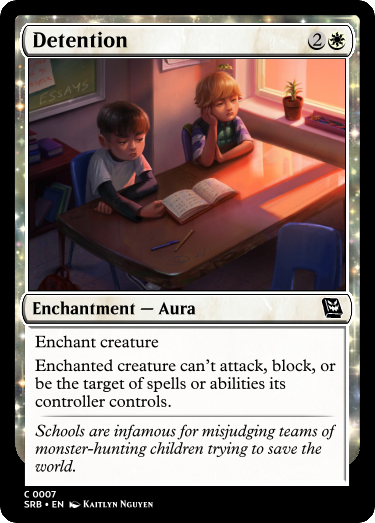 Detention
2
ESSAYS
Enchantment — Aura
Enchant creature
Enchanted creature can't attack, block, or
be the target of spells or abilities its
controller controls.
Schools are infamous for misjudging teams of
monster-hunting children trying to save the
world.
C 0007
SRB • EN Kaitlyn Nguyen